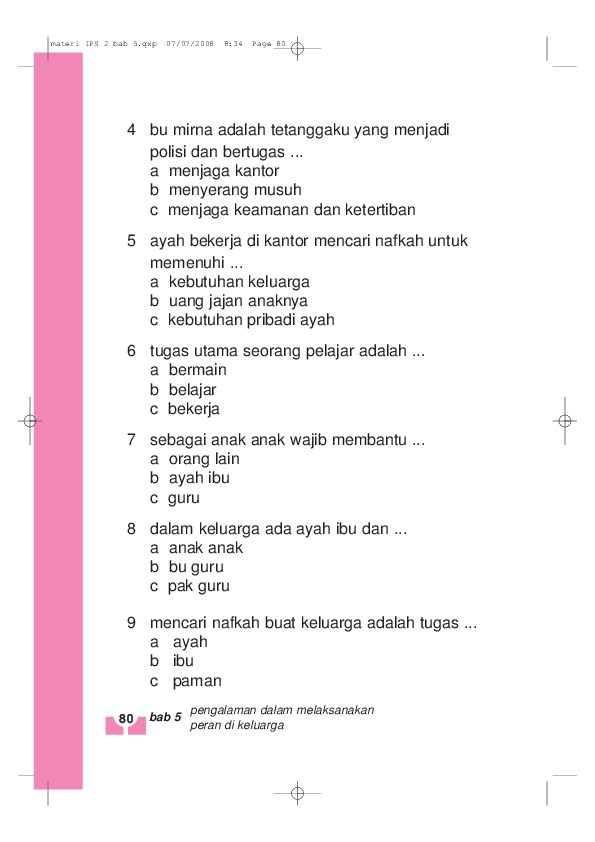 materi IPS 2 bab 5.qxp  07/07/2008  8:34  Page 80
4 bu mirna adalah tetanggaku yang menjadi
polisi dan bertugas ...
a menjaga kantor
b menyerang musuh
c menjaga keamanan dan ketertiban
5 ayah bekerja di kantor mencari nafkah untuk
memenuhi ...
a kebutuhan keluarga
b uang jajan anaknya
c kebutuhan pribadi ayah
6 tugas utama seorang pelajar adalah ...
a bermain
b belajar
c bekerja
7 sebagai anak anak wajib membantu ...
a orang lain
b ayah ibu
c guru
8 dalam keluarga ada ayah ibu dan ...
a anak anak
b bu guru
c pak guru
9 mencari nafkah buat keluarga adalah tugas ...
a ayah
b ibu
c paman
80 bab 5 pengalaman dalam melaksanakan
peran di keluarga